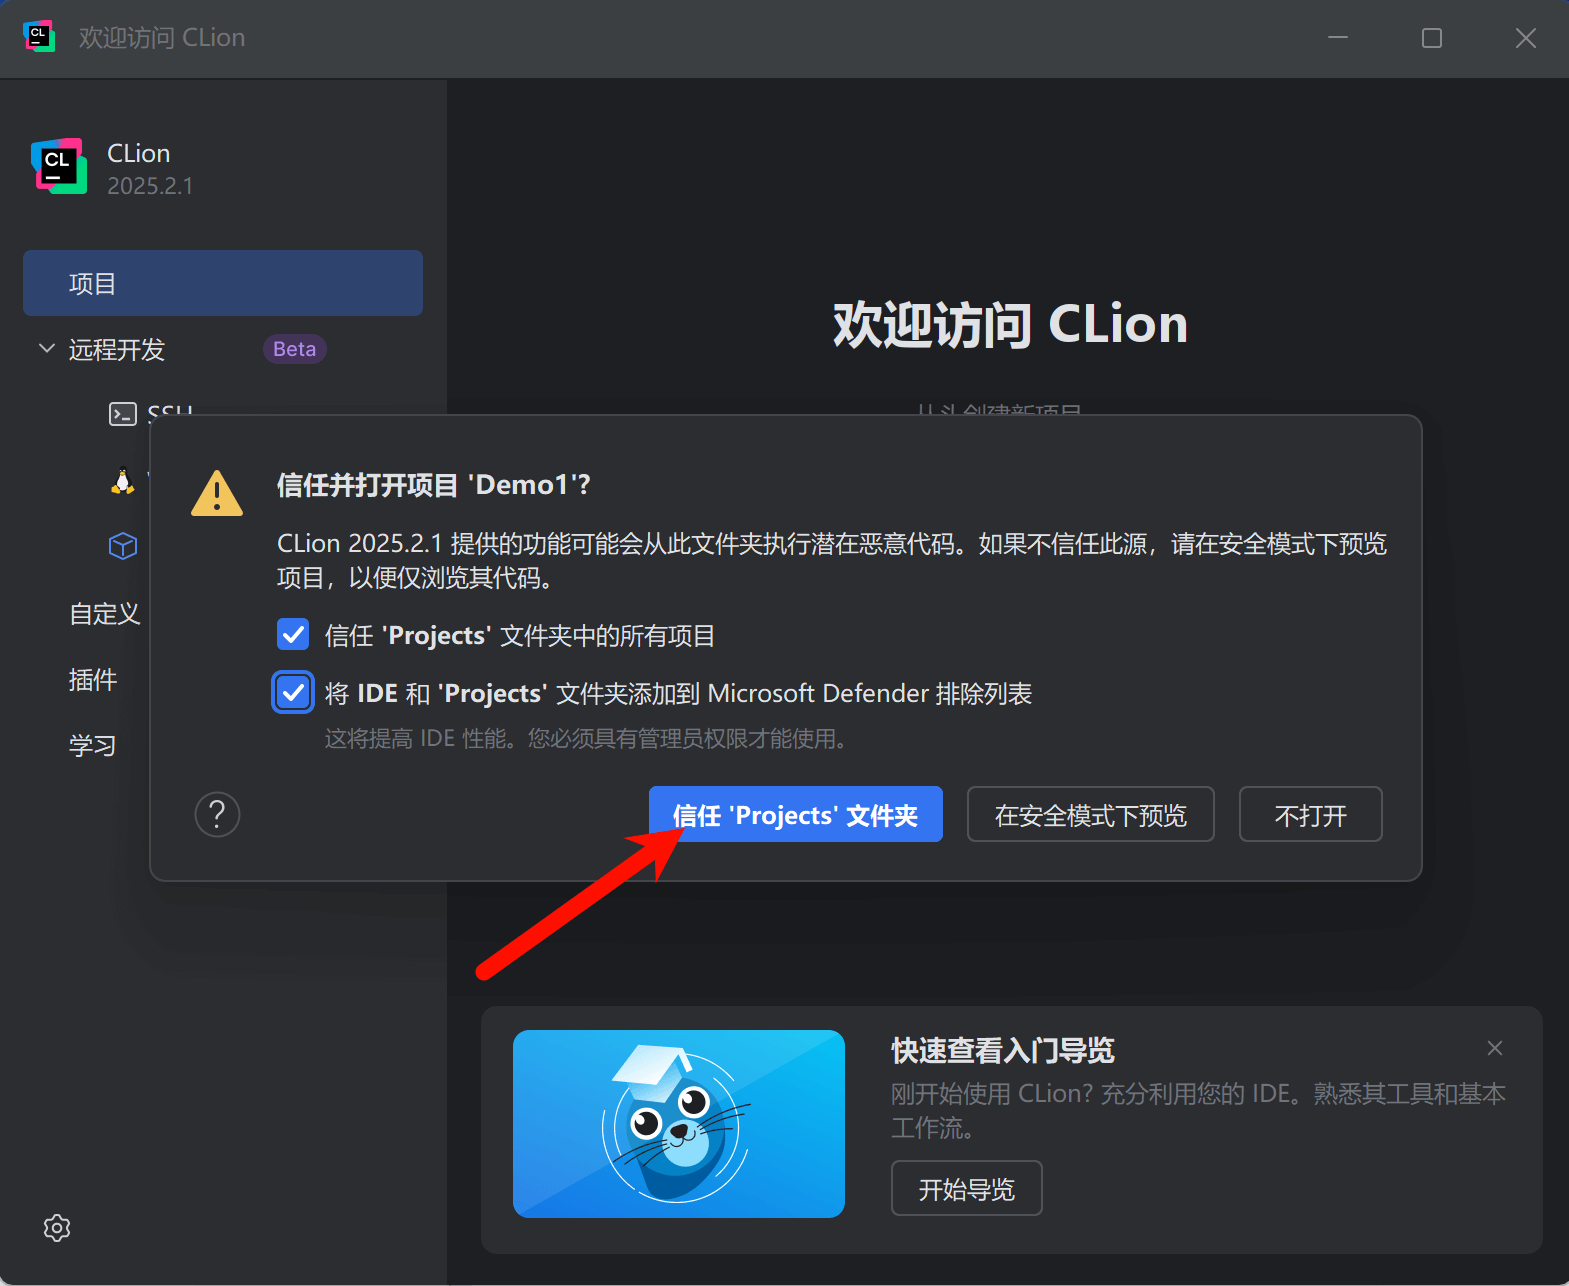 CL
欢迎访问 CLion
CL
CLion
2025.2.1
项目
远程开发
Beta
SSH
自定义
插件
学习
欢迎访问 CLion
从头创建新项目
信任并打开项目 'Demo1'?
CLion 2025.2.1 提供的功能可能会从此文件夹执行潜在恶意代码。如果不信任此源，请在安全模式下预览
项目，以便仅浏览其代码。
信任 'Projects' 文件夹中的所有项目
将 IDE 和 'Projects' 文件夹添加到 Microsoft Defender 排除列表
这将提高 IDE 性能。您必须具有管理员权限才能使用。
?
信任 'Projects' 文件夹
在安全模式下预览
不打开
快速查看入门导览
刚开始使用 CLion? 充分利用您的 IDE。熟悉其工具和基本
工作流。
开始导览